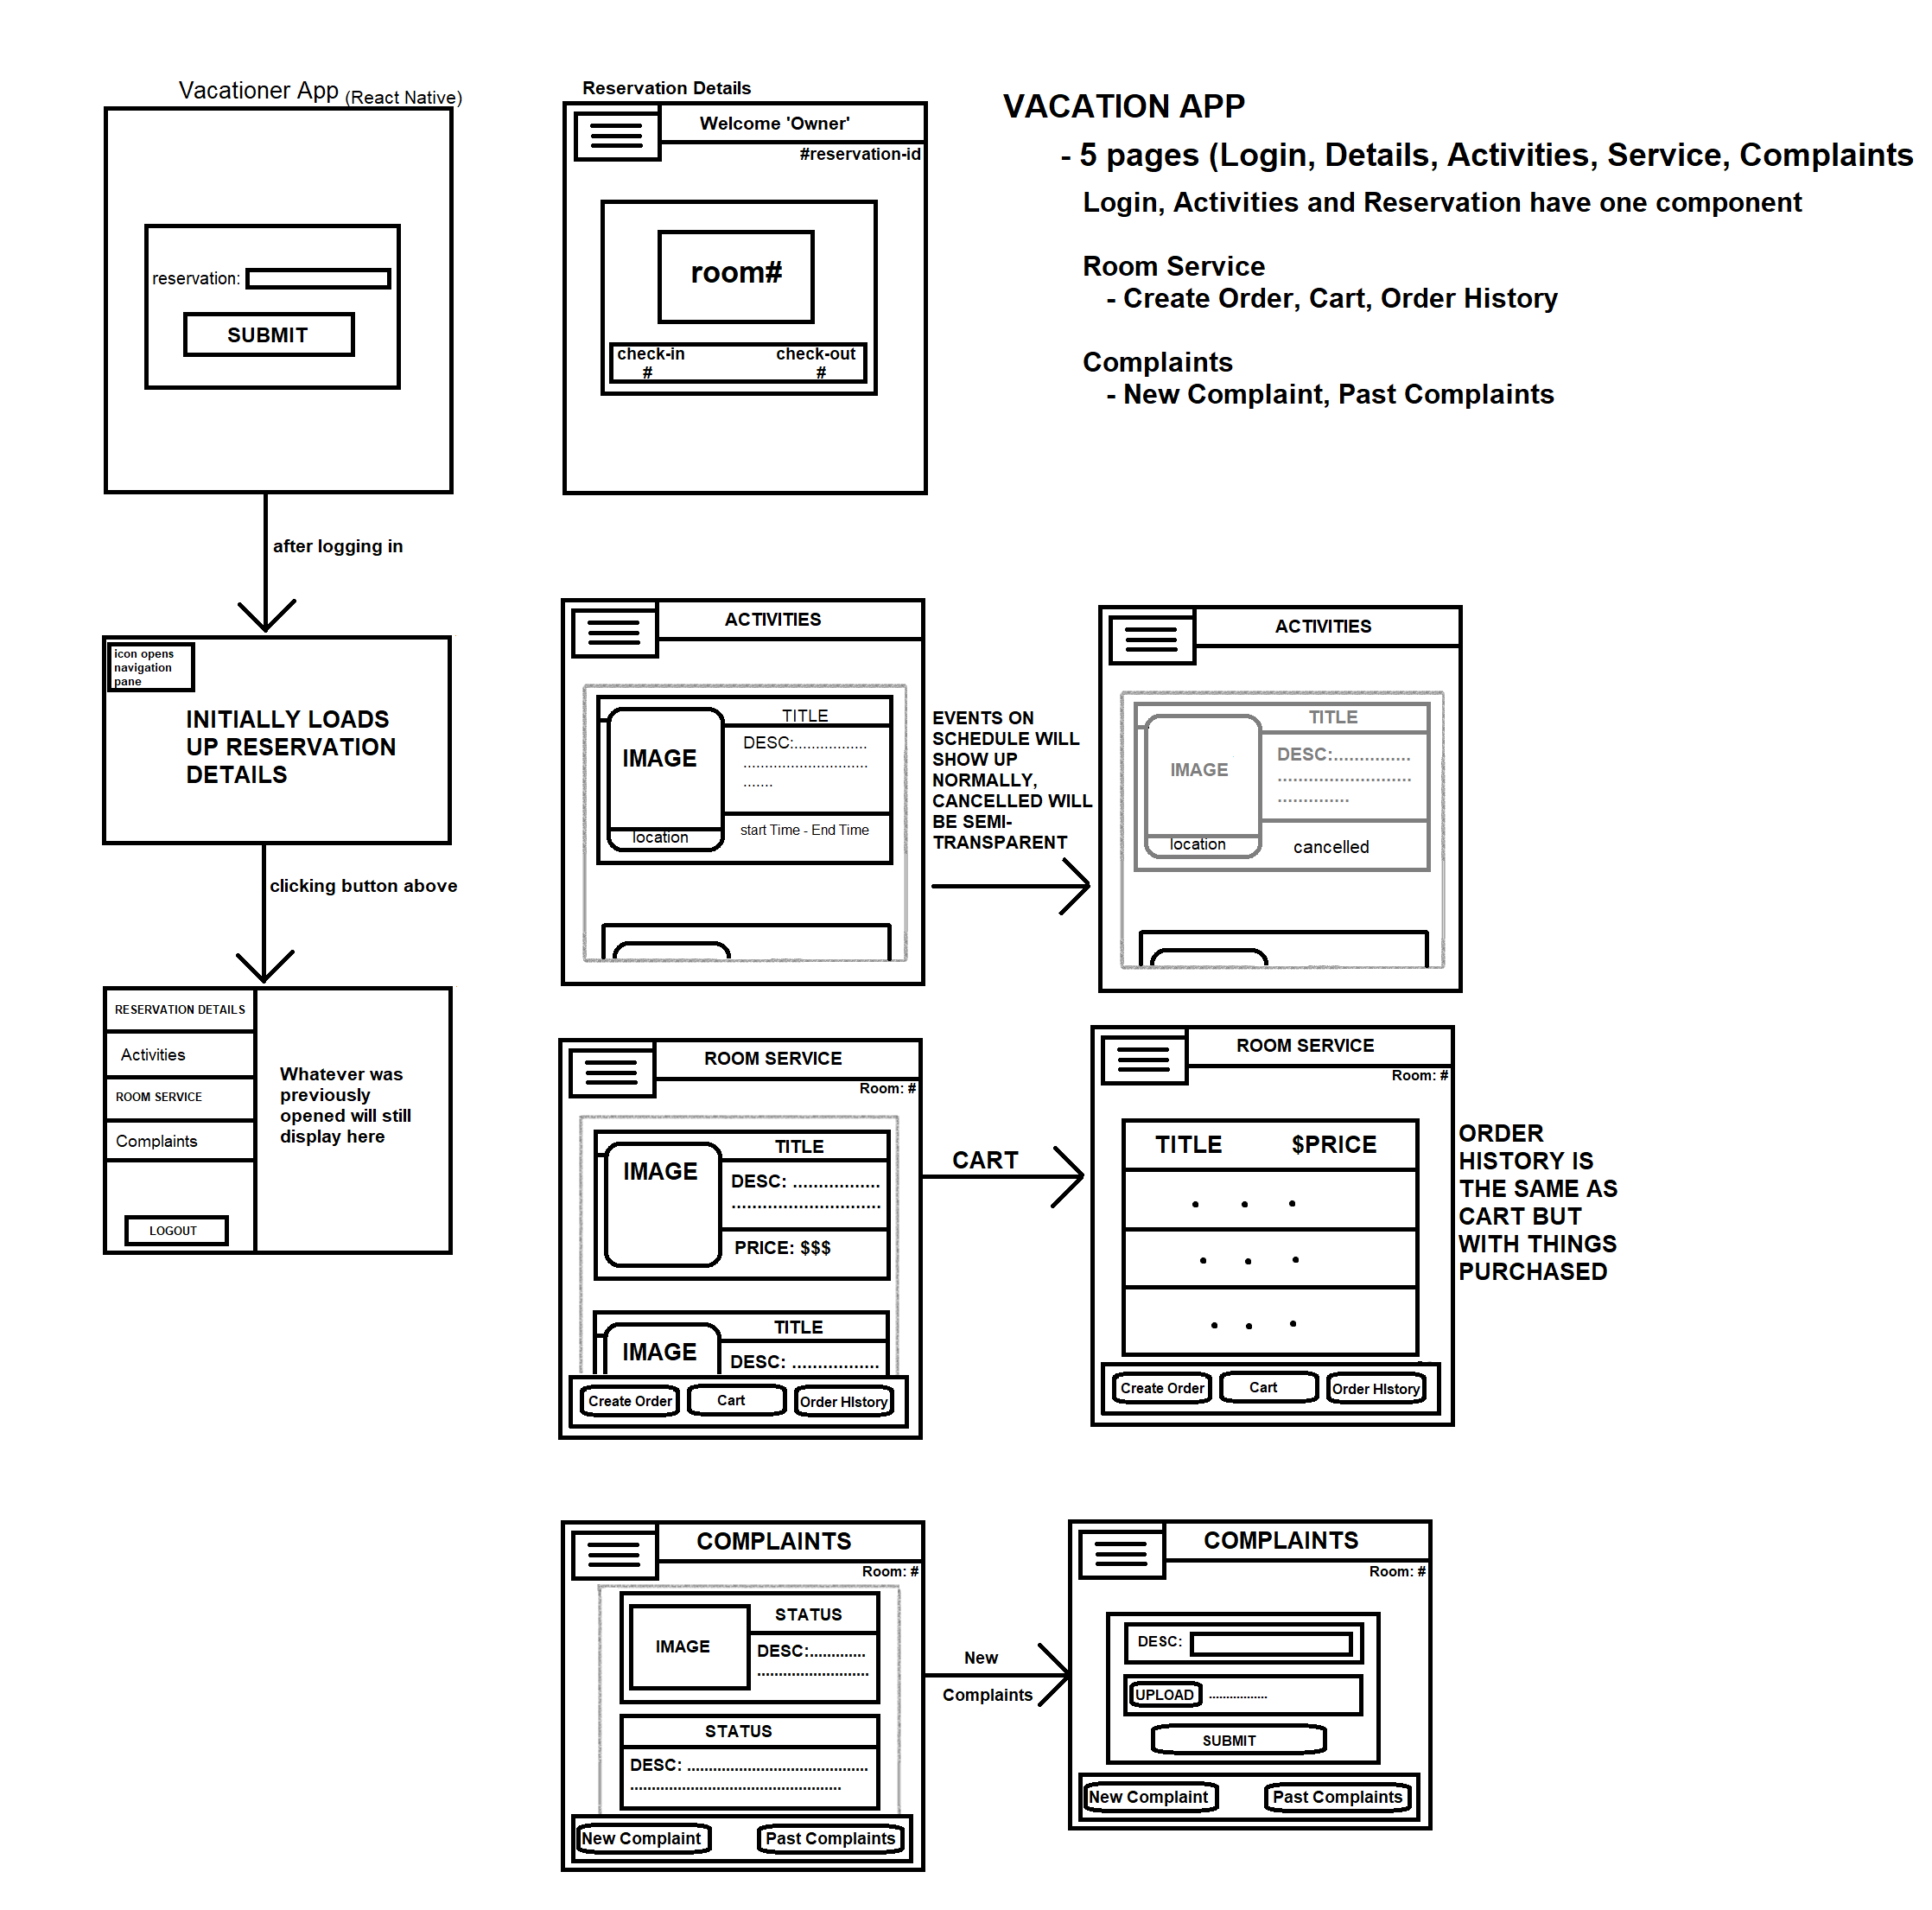 Vacationer App (React Native)
reservation:
SUBMIT
after logging in
icon opens
navigation
pane
INITIALLY LOADS
UP RESERVATION
DETAILS
clicking button above
RESERVATION DETAILS
Activities
ROOM SERVICE
Complaints
LOGOUT
Whatever was
previously
opened will still
display here
Reservation Details
Welcome 'Owner'
#reservation-id
room#
check-in
#
check-out
#
VACATION APP
- 5 pages (Login, Details, Activities, Service, Complaints
Login, Activities and Reservation have one component
Room Service
- Create Order, Cart, Order History
Complaints
- New Complaint, Past Complaints
ACTIVITIES
IMAGE
location
TITLE
DESC:.................
.............................
.......
start Time - End Time
EVENTS ON
SCHEDULE WILL
SHOW UP
NORMALLY,
CANCELLED WILL
BE SEMI-
TRANSPARENT
ACTIVITIES
IMAGE
location
TITLE
DESC:...............
..........................
..............
cancelled
ROOM SERVICE
Room: #
IMAGE
TITLE
DESC: .................
.............................
PRICE: $$$
IMAGE
TITLE
DESC: .................
Create Order
Cart
Order HIstory
CART
ROOM SERVICE
Room: #
TITLE $PRICE
. . .
. . .
. . .
Create Order
Cart
Order HIstory
ORDER
HISTORY IS
THE SAME AS
CART BUT
WITH THINGS
PURCHASED
COMPLAINTS
Room: #
IMAGE
STATUS
DESC:.............
..........................
STATUS
DESC: ..........................................
.................................................
New Complaint
Past Complaints
New
Complaints
COMPLAINTS
Room: #
DESC:
UPLOAD .................
SUBMIT
New Complaint
Past Complaints